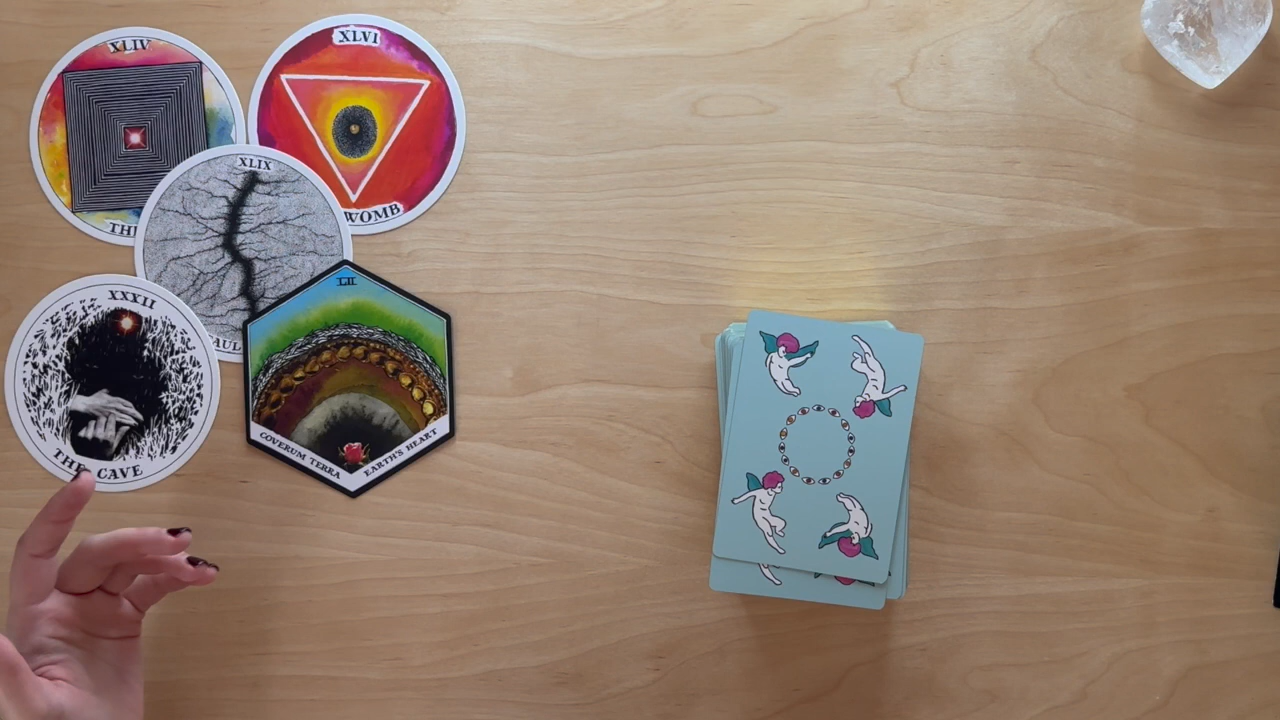 XLIV
XLVI
WOMB
XLIX
XXXII
THE CAVE
LII
COVERUM TERRA
EARTH'S HEART